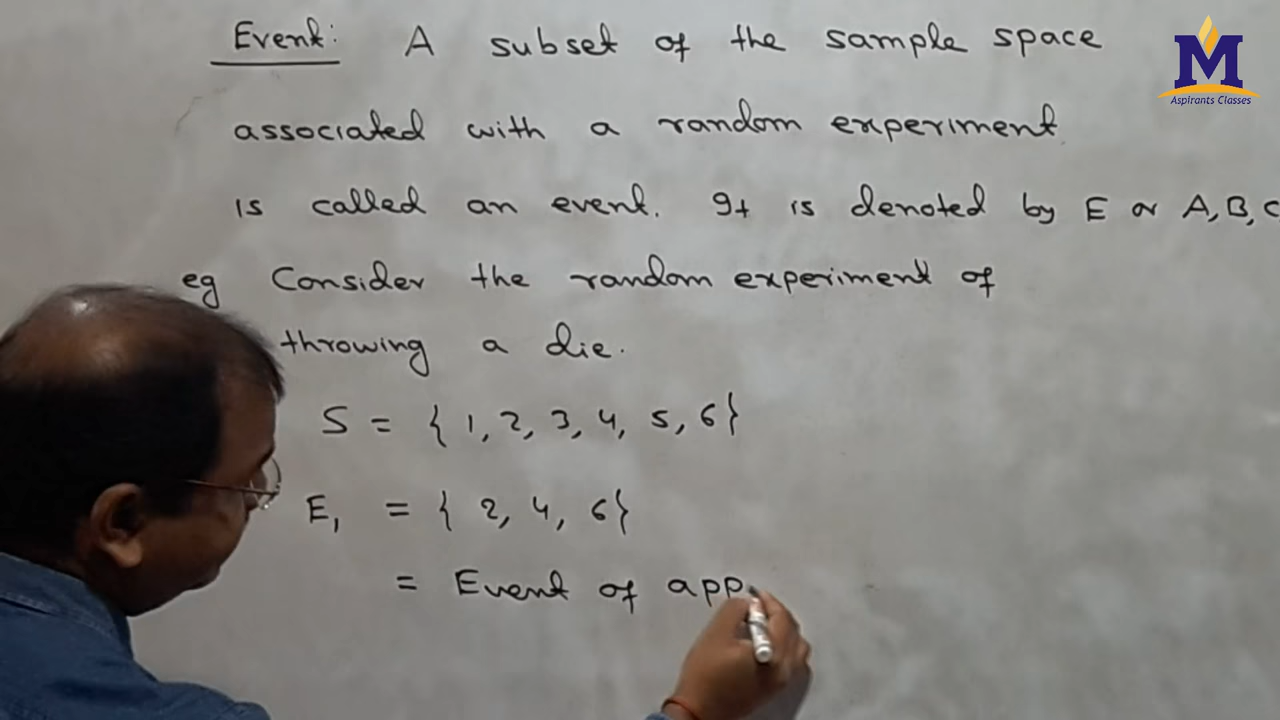 Event: A subset of the sample space
associated with a random experiment
is called an event. It is denoted by E or A, B, C
eg Consider the random experiment of
throwing a die.
S = { 1, 2, 3, 4, 5, 6}
E₁ = { 2, 4, 6}
= Event of app
M
Aspirants Classes